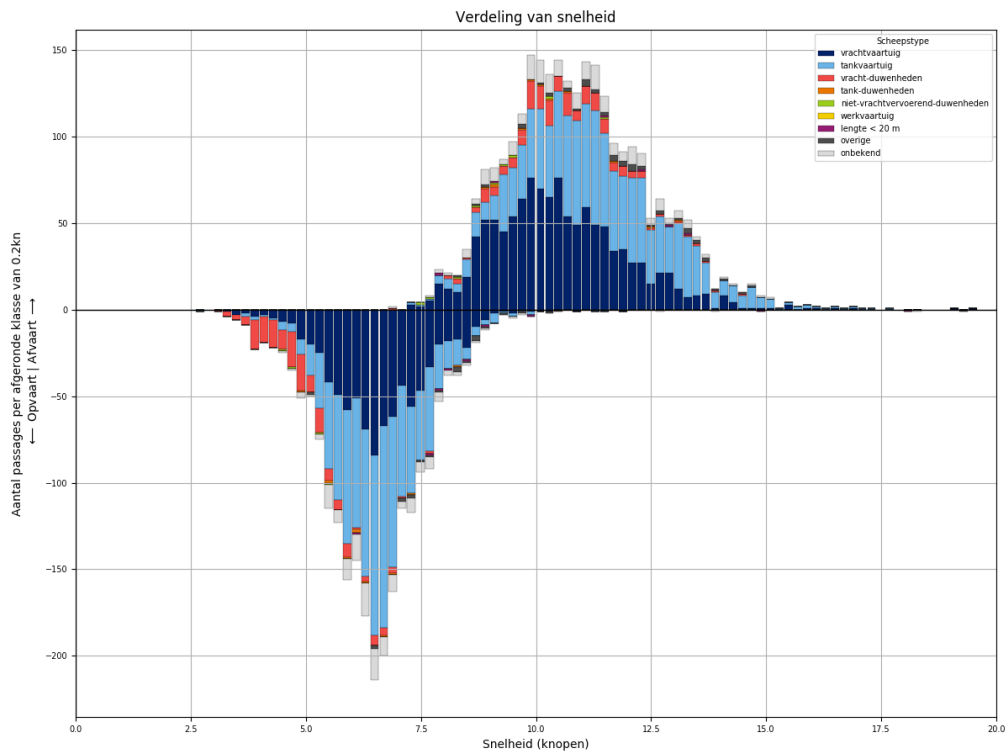 Verdeling van snelheid
Scheepstype
vrachtvaartuig
tankvaartuig
vracht-duwenheden
tank-duwenheden
niet-vrachtvervoerend-duwenheden
werkvaartuig
lengte < 20 m
overige
onbekend
Aantal passages per afgeronde klasse van 0.2kn
← Opvaart | Afvaart →
150
100
50
0
−50
−100
−150
−200
0.0 2.5 5.0 7.5 10.0 12.5 15.0 17.5 20.0
Snelheid (knopen)